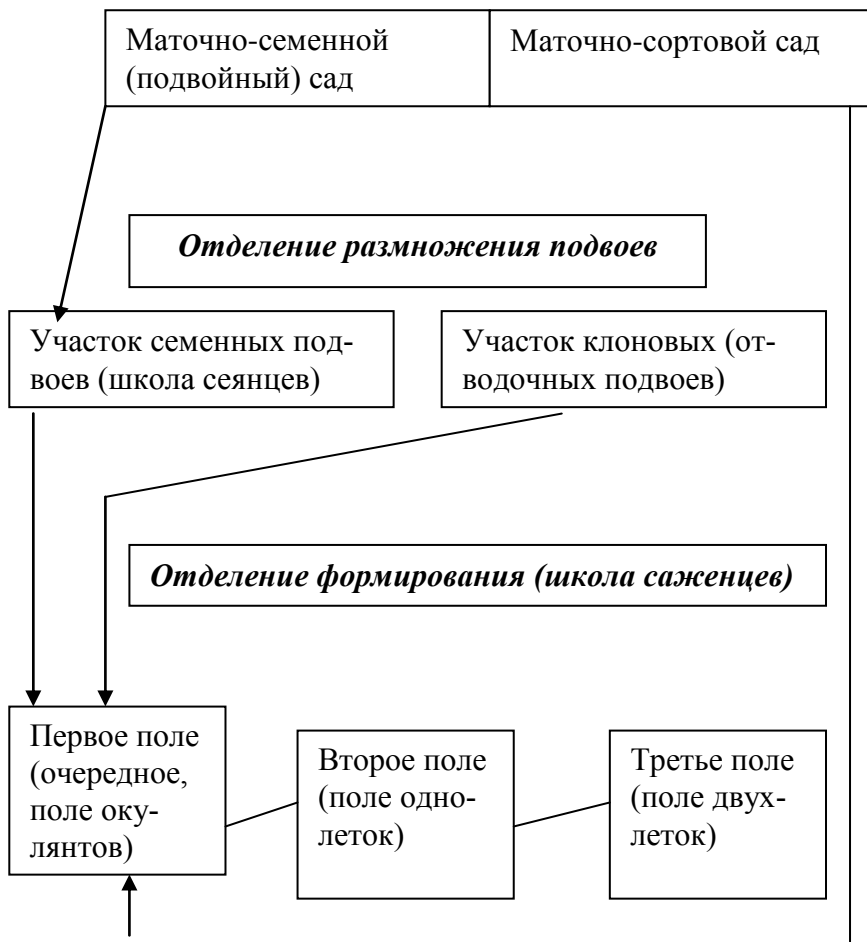 Маточно-семенной
(подвойный) сад
Маточно-сортовой сад
Отделение размножения подвоев
Участок семенных под-
воев (школа сеянцев)
Участок клоновых (от-
водочных подвоев)
Отделение формирования (школа саженцев)
Первое поле
(очередное,
поле оку-
лянтов)
Второе поле
(поле одно-
леток)
Третье поле
(поле двух-
леток)